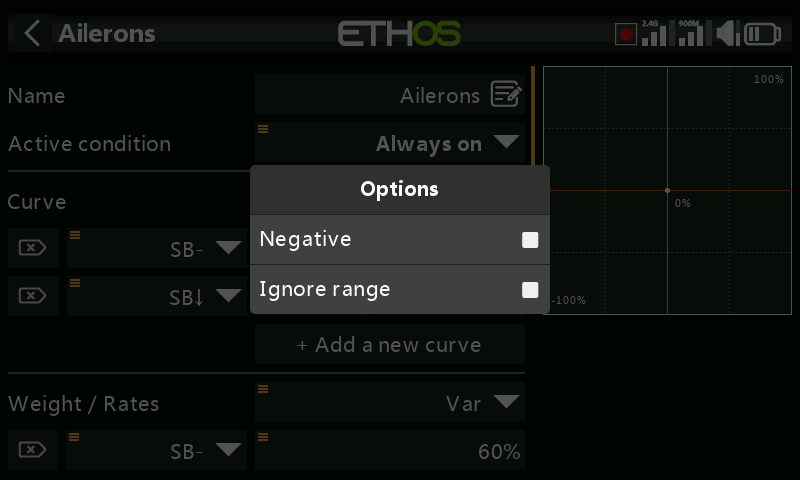 Ailerons
ETHOS
2.4G
900M
Name
Ailerons
Active condition
Always on
100%
Options
Curve
0%
Negative
SB-
Ignore range
SB↓
-100%
+ Add a new curve
Weight / Rates
Var
SB-
60%